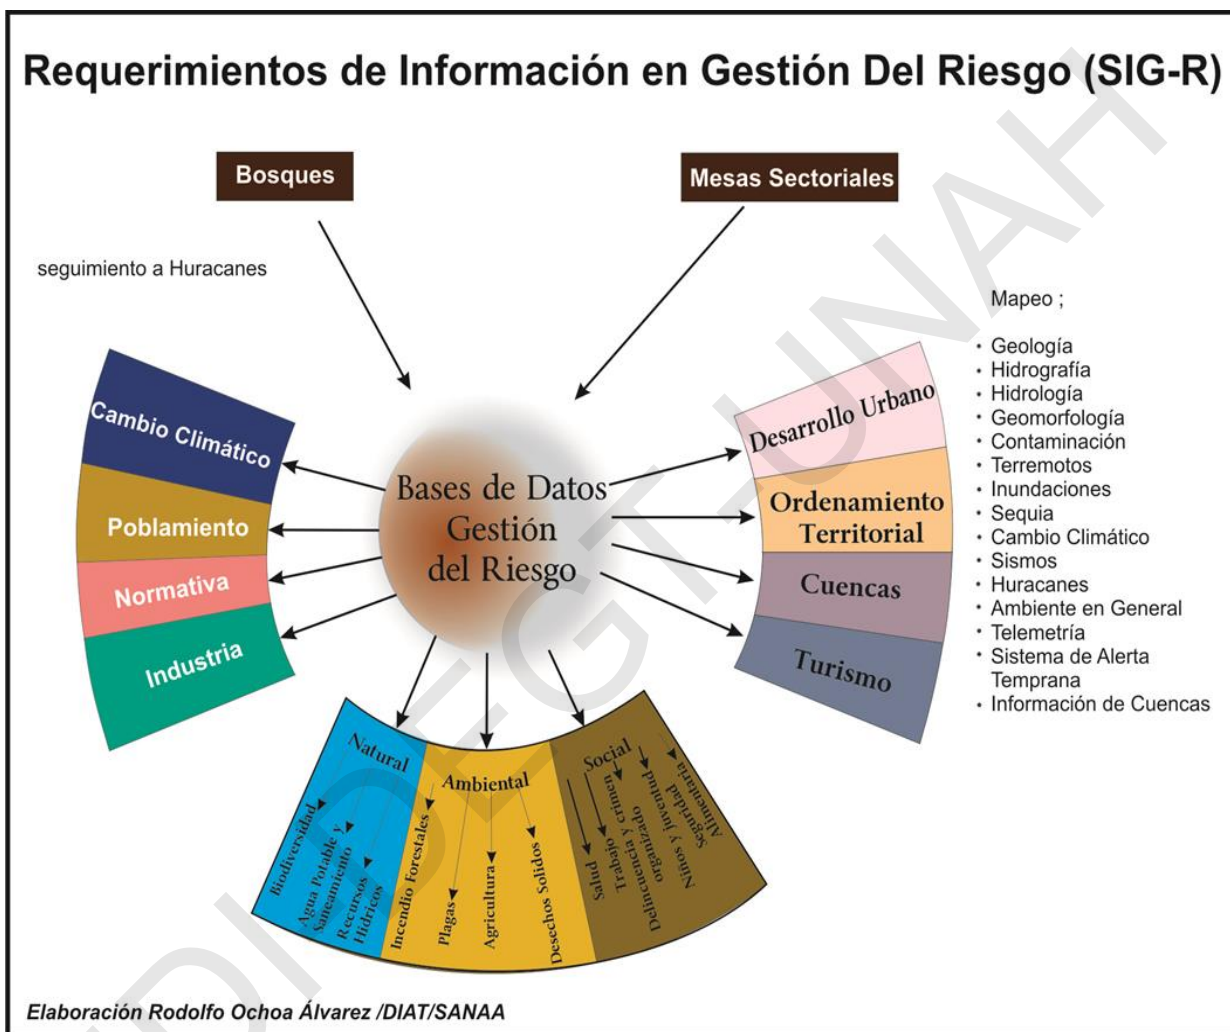 Requerimientos de Información en Gestión Del Riesgo (SIG-R)
Bosques
Mesas Sectoriales
seguimiento a Huracanes
Mapeo ;
· Geología
· Hidrografía
· Hidrología
· Geomorfología
· Contaminación
· Terremotos
· Inundaciones
· Sequia
· Cambio Climático
· Sismos
· Huracanes
· Ambiente en General
· Telemetría
· Sistema de Alerta
Temprana
· Información de Cuencas
Cambio Climático
Poblamiento
Normativa
Industria
Bases de Datos
Gestión
del Riesgo
Desarrollo Urbano
Ordenamiento
Territorial
Cuencas
Turismo
Natural
Biodiversidad
Agua Potable y
Saneamiento
Recursos
Hídricos
Ambiental
Incendio Forestales
Plagas
Agricultura
Desechos Solidos
Social
Salud
Trabajo
Delincuencia y crimen
organizado
Niños y juventud
Seguridad
Alimentaria
Elaboración Rodolfo Ochoa Álvarez /DIAT/SANAA
DEGT-UNAH